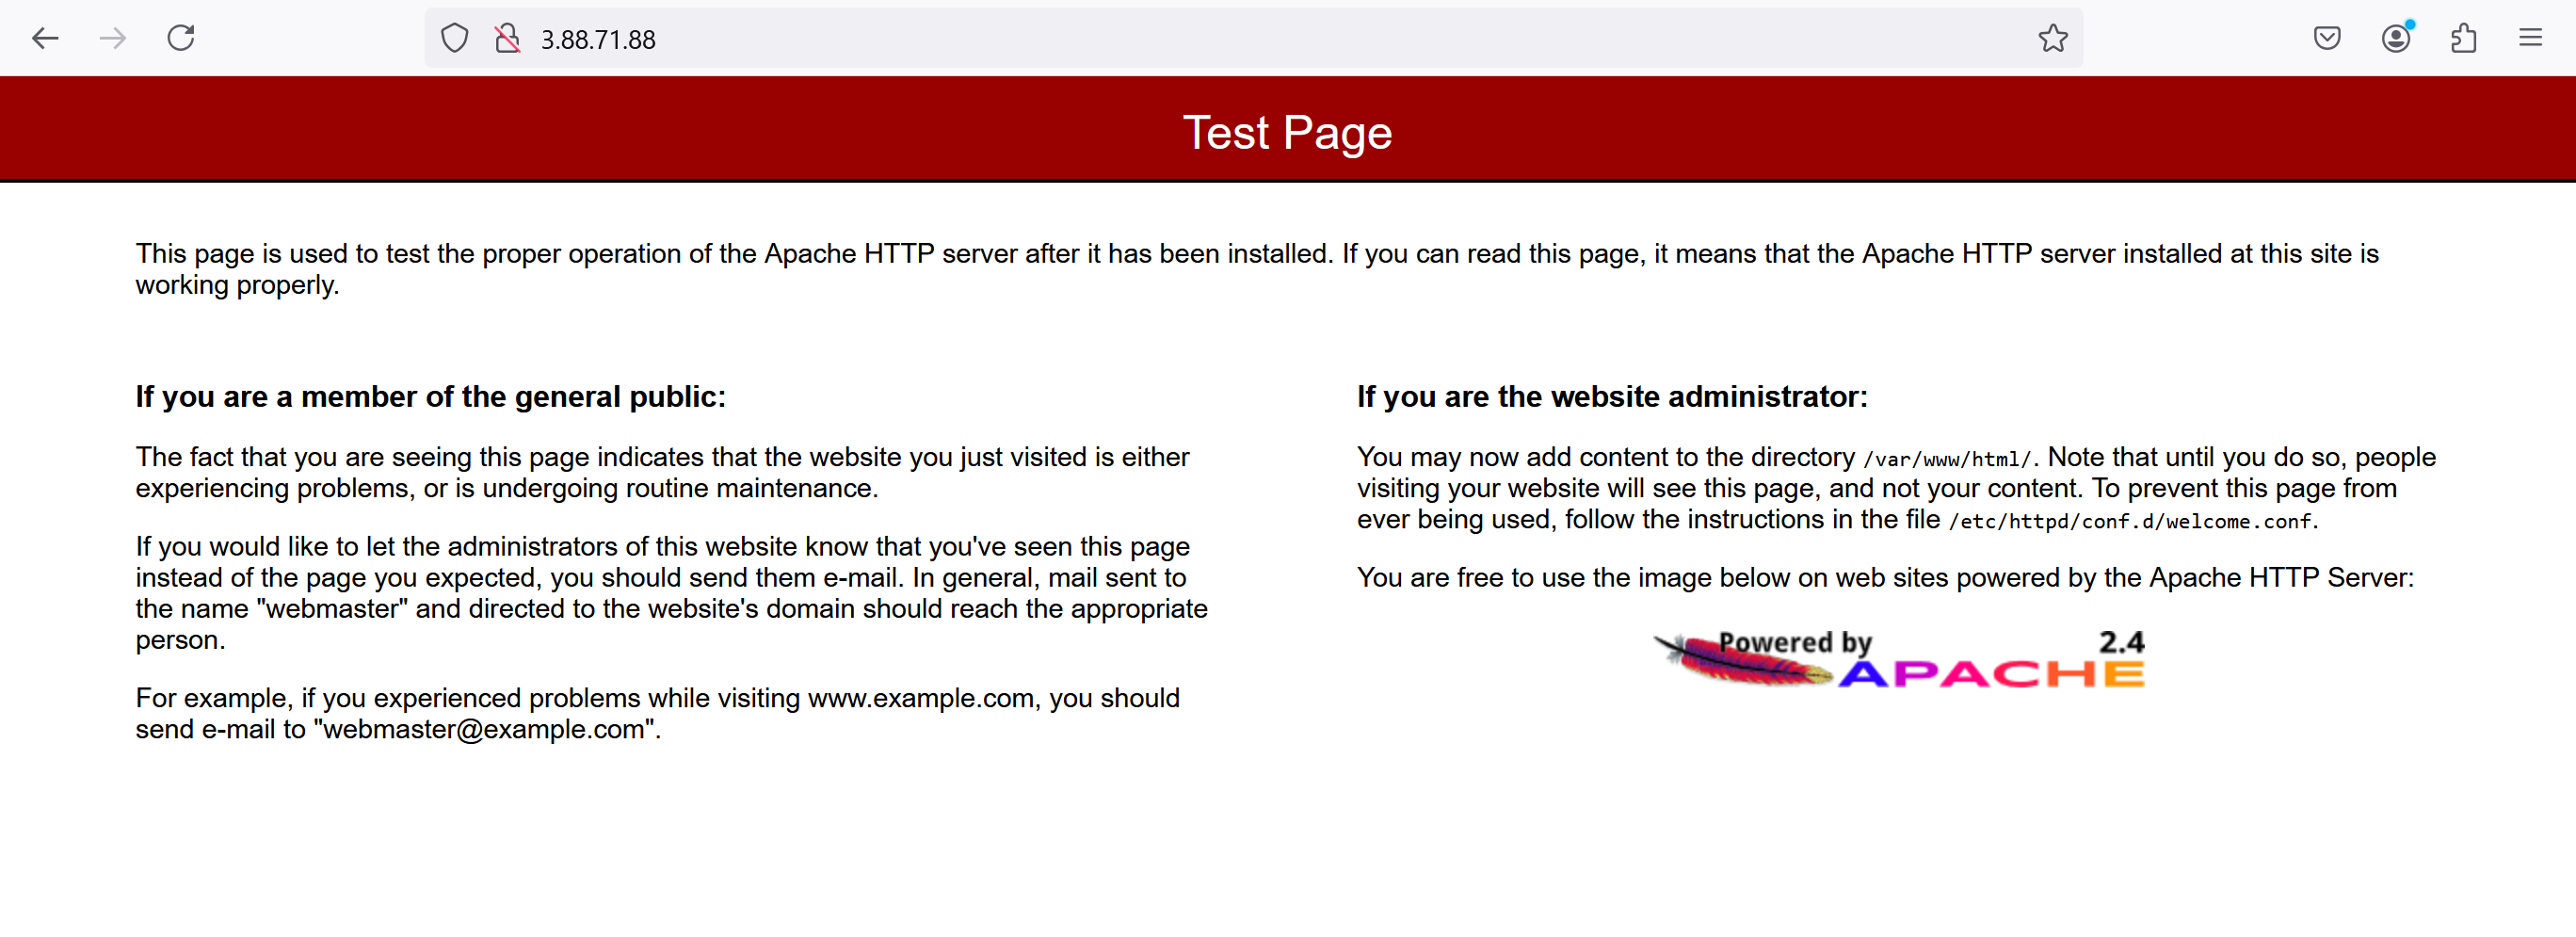 3.88.71.88
Test Page
This page is used to test the proper operation of the Apache HTTP server after it has been installed. If you can read this page, it means that the Apache HTTP server installed at this site is
working properly.
If you are a member of the general public:
The fact that you are seeing this page indicates that the website you just visited is either
experiencing problems, or is undergoing routine maintenance.
If you would like to let the administrators of this website know that you've seen this page
instead of the page you expected, you should send them e-mail. In general, mail sent to
the name "webmaster" and directed to the website's domain should reach the appropriate
person.
For example, if you experienced problems while visiting www.example.com, you should
send e-mail to "webmaster@example.com".
If you are the website administrator:
You may now add content to the directory /var/www/html/. Note that until you do so, people
visiting your website will see this page, and not your content. To prevent this page from
ever being used, follow the instructions in the file /etc/httpd/conf.d/welcome.conf.
You are free to use the image below on web sites powered by the Apache HTTP Server:
Powered by 2.4
APACHE